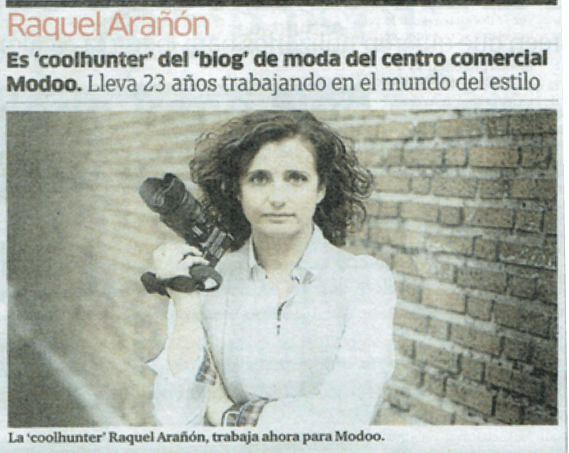 Raquel Arañón
Es ‘coolhunter’ del ‘blog’ de moda del centro comercial
Modoo. Lleva 23 años trabajando en el mundo del estilo
La ‘coolhunter’ Raquel Arañón, trabaja ahora para Modoo.